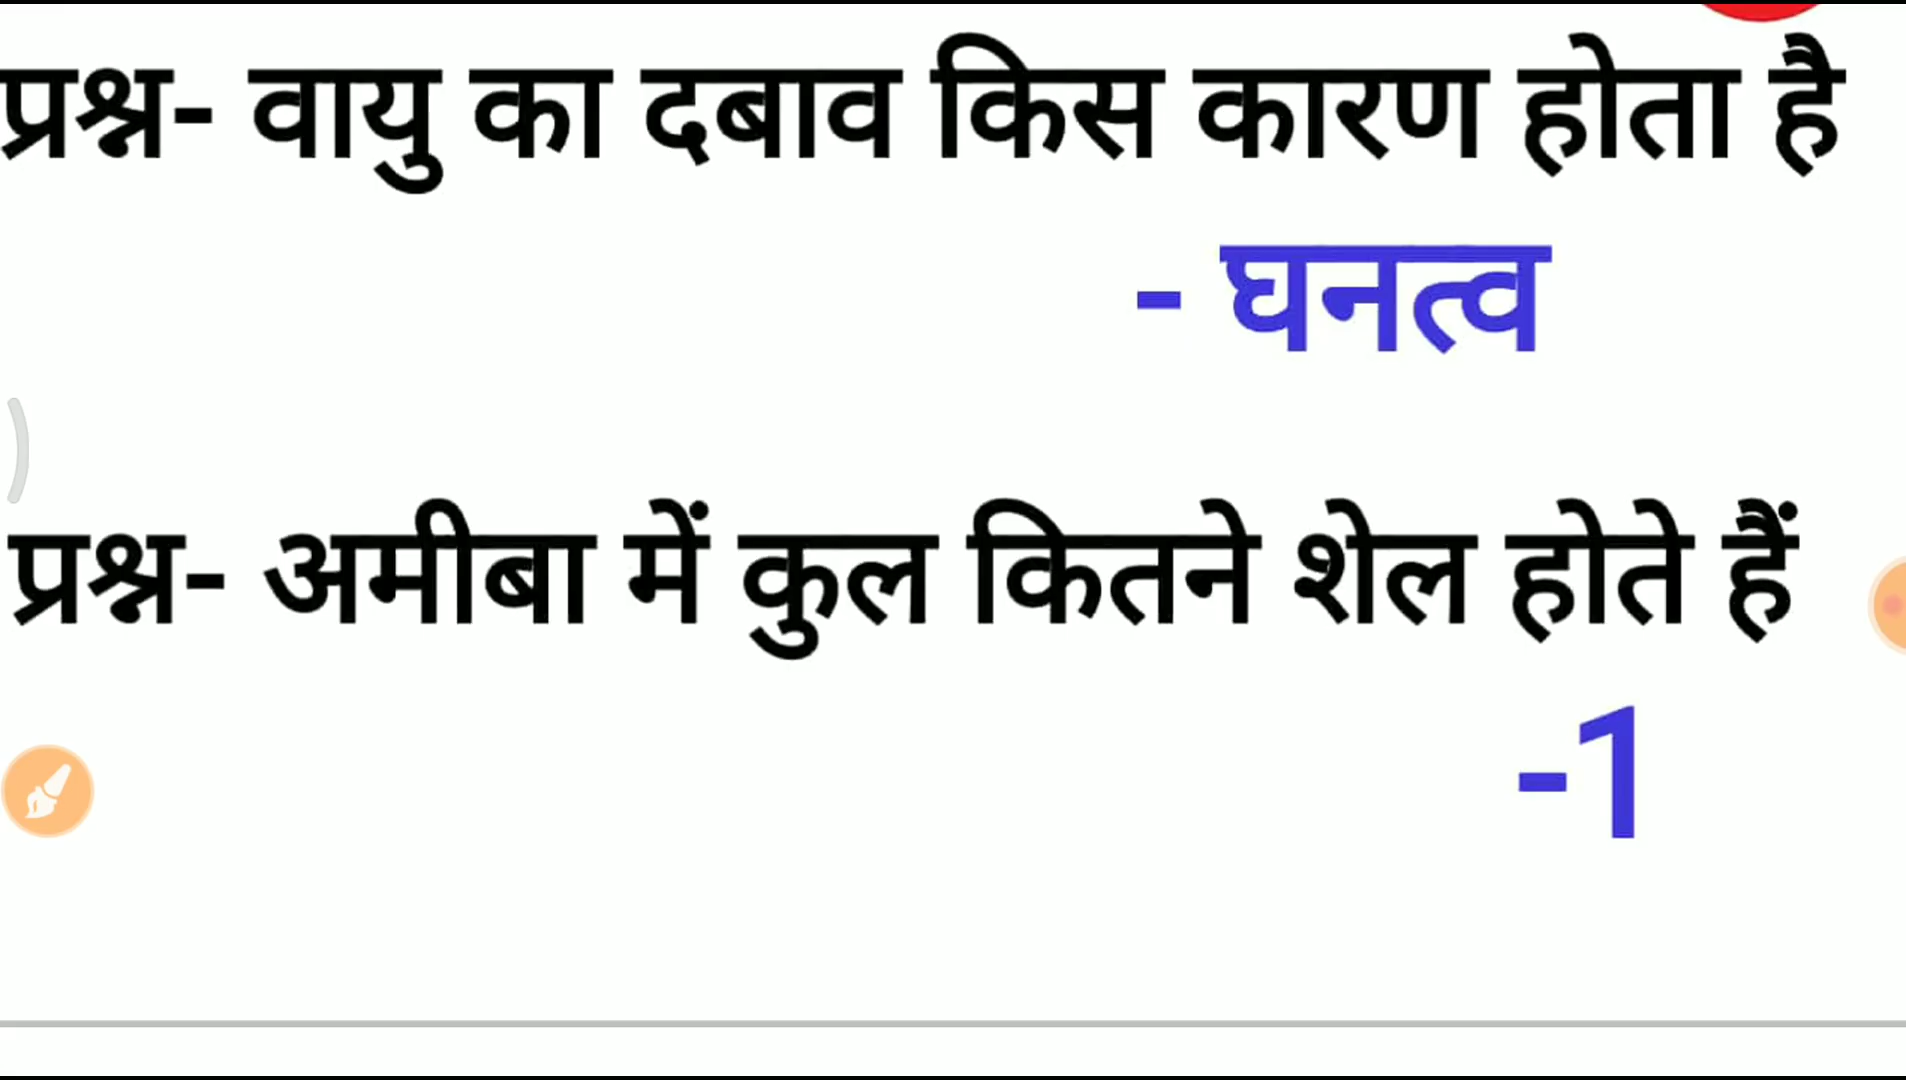 प्रश्न- वायु का दबाव किस कारण होता है
- घनत्व
प्रश्न- अमीबा में कुल कितने शेल होते हैं
-1